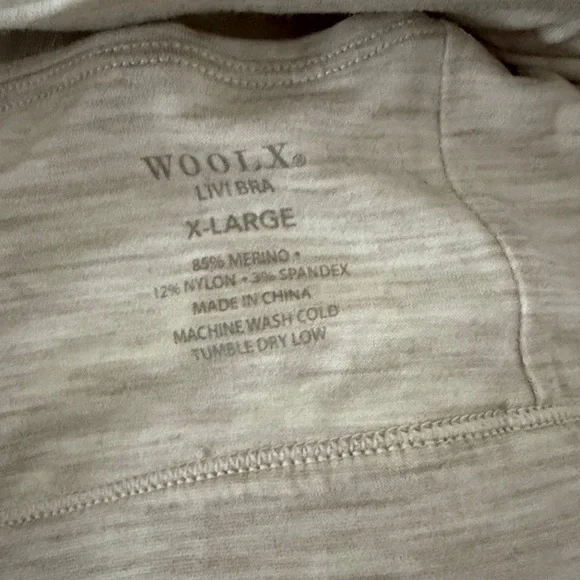 WOOLX®
LIVI BRA
X-LARGE
85% MERINO •
12% NYLON • 3% SPANDEX
MADE IN CHINA
MACHINE WASH COLD
TUMBLE DRY LOW